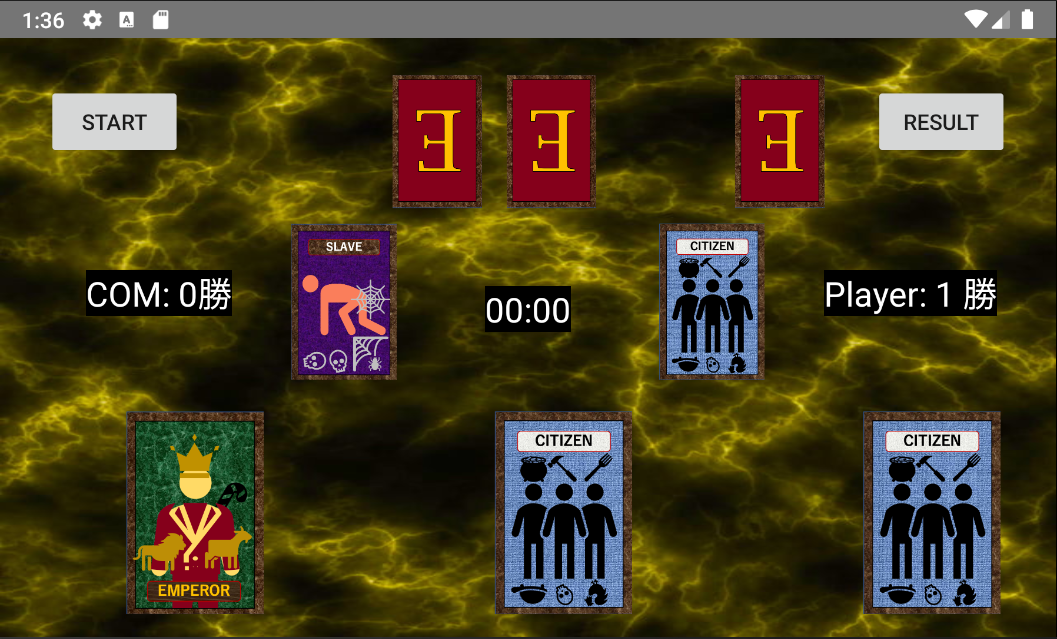 1:36
START
E
E
E
RESULT
SLAVE
CITIZEN
COM: 0勝
00:00
Player: 1 勝
EMPEROR
CITIZEN
CITIZEN